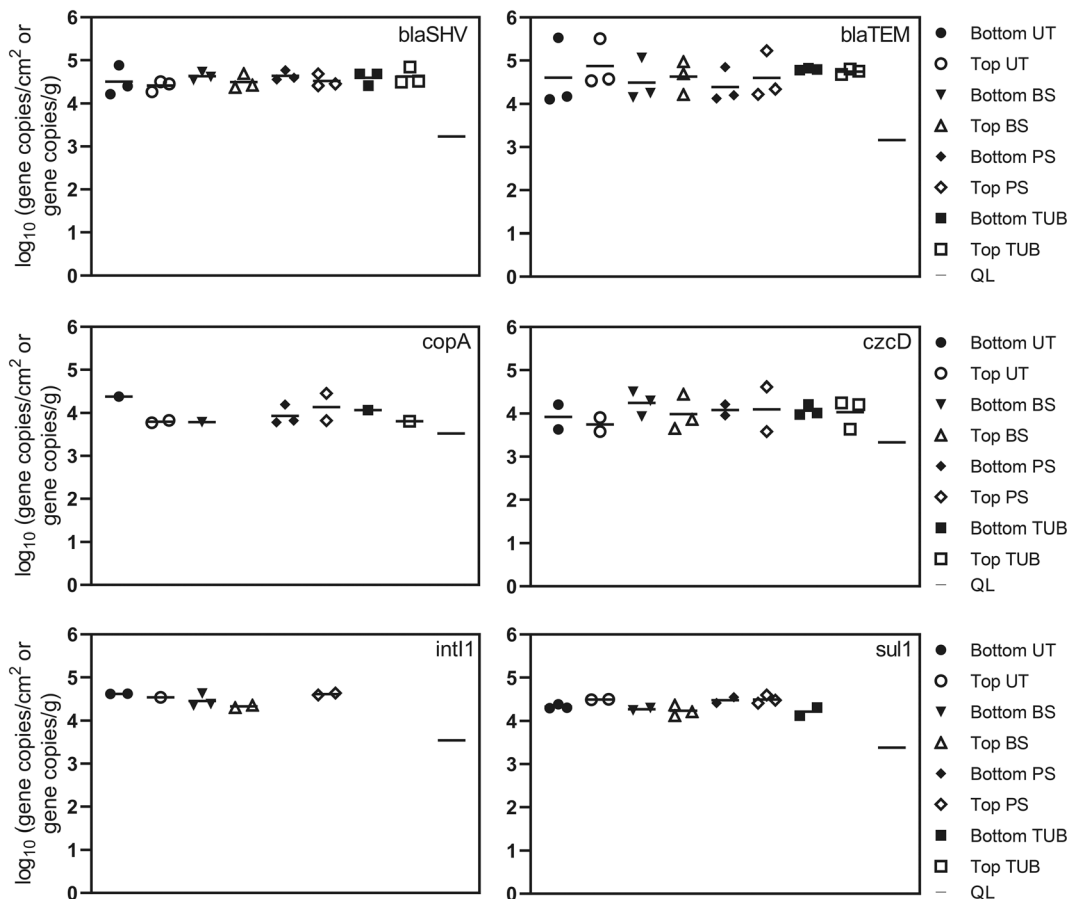 log10 (gene copies/cm2 or
gene copies/g)
6
5
4
3
2
1
0
blaSHV
6
5
4
3
2
1
0
blaTEM
Bottom UT
Top UT
Bottom BS
Top BS
Bottom PS
Top PS
Bottom TUB
Top TUB
QL
log10 (gene copies/cm2 or
gene copies/g)
6
5
4
3
2
1
0
copA
6
5
4
3
2
1
0
czcD
Bottom UT
Top UT
Bottom BS
Top BS
Bottom PS
Top PS
Bottom TUB
Top TUB
QL
log10 (gene copies/cm2 or
gene copies/g)
6
5
4
3
2
1
0
intI1
6
5
4
3
2
1
0
sul1
Bottom UT
Top UT
Bottom BS
Top BS
Bottom PS
Top PS
Bottom TUB
Top TUB
QL